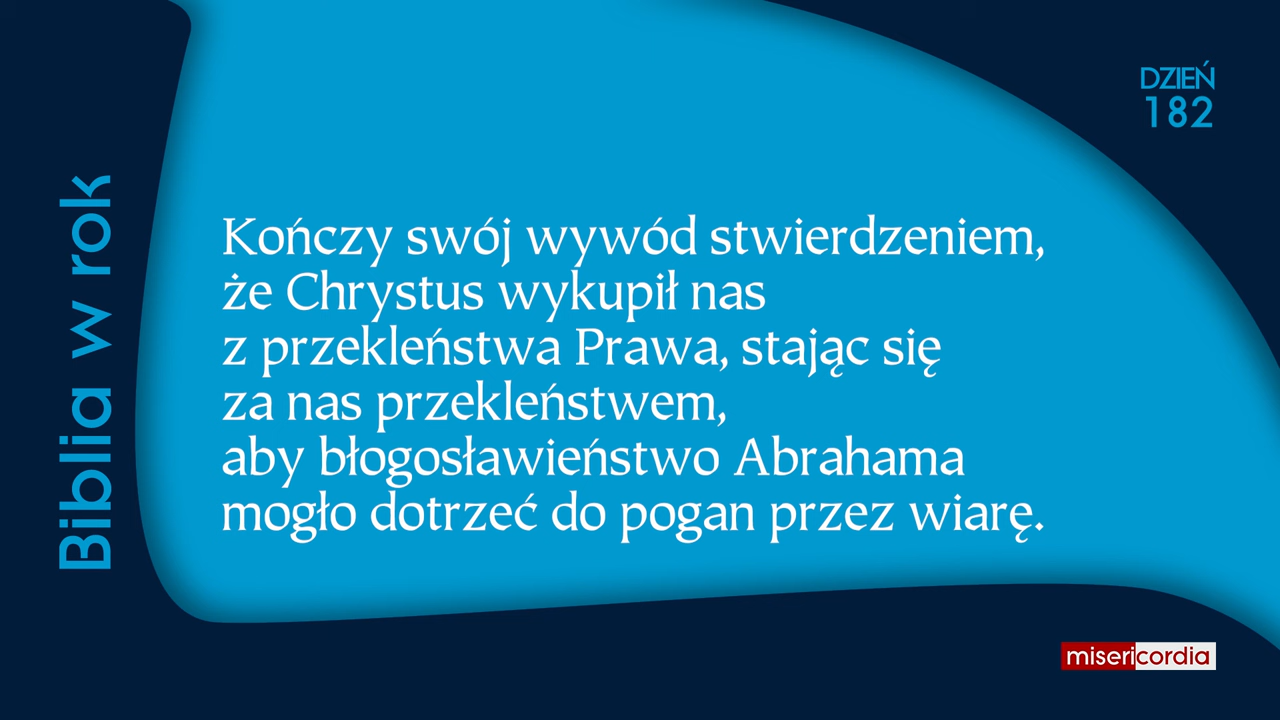 Biblia w rok
DZIEŃ
182
Kończy swój wywód stwierdzeniem,
że Chrystus wykupił nas
z przekleństwa Prawa, stając się
za nas przekleństwem,
aby błogosławieństwo Abrahama
mogło dotrzeć do pogan przez wiarę.
misericordia